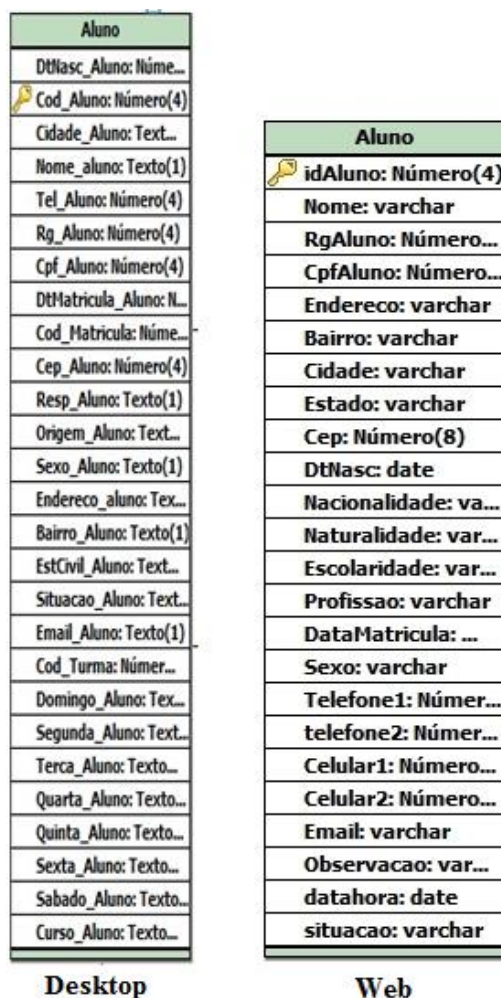 Aluno
DtNasc_Aluno: Núme...
Cod_Aluno: Número(4)
Cidade_Aluno: Text...
Nome_aluno: Texto(1)
Tel_Aluno: Número(4)
Rg_Aluno: Número(4)
Cpf_Aluno: Número(4)
DtMatricula_Aluno: N...
Cod_Matricula: Núme...
Cep_Aluno: Número(4)
Resp_Aluno: Texto(1)
Origem_Aluno: Text...
Sexo_Aluno: Texto(1)
Endereco_aluno: Tex...
Bairro_Aluno: Texto(1)
EstCivil_Aluno: Text...
Situacao_Aluno: Text...
Email_Aluno: Texto(1)
Cod_Turma: Númer...
Domingo_Aluno: Tex...
Segunda_Aluno: Text...
Terca_Aluno: Texto...
Quarta_Aluno: Texto...
Quinta_Aluno: Texto...
Sexta_Aluno: Texto...
Sabado_Aluno: Texto...
Curso_Aluno: Texto...
Desktop
Aluno
idAluno: Número(4)
Nome: varchar
RgAluno: Número...
CpfAluno: Número...
Endereco: varchar
Bairro: varchar
Cidade: varchar
Estado: varchar
Cep: Número(8)
DtNasc: date
Nacionalidade: va...
Naturalidade: var...
Escolaridade: var...
Profissao: varchar
DataMatricula: ...
Sexo: varchar
Telefone1: Númer...
telefone2: Númer...
Celular1: Número...
Celular2: Número...
Email: varchar
Observacao: var...
datahora: date
situacao: varchar
Web